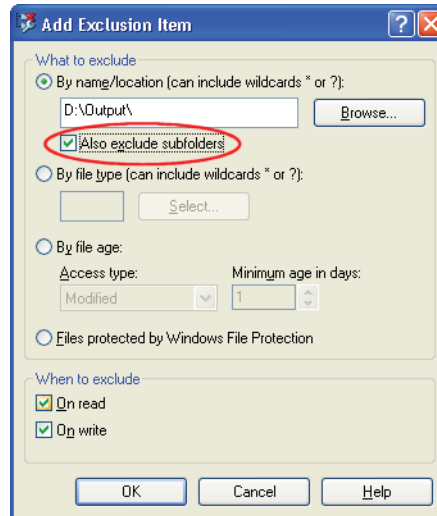 Add Exclusion Item
What to exclude
By name/location (can include wildcards * or ?):
D:\Output\
Browse...
Also exclude subfolders
By file type (can include wildcards * or ?):
Select...
By file age:
Access type:
Minimum age in days:
Modified
1
Files protected by Windows File Protection
When to exclude
On read
On write
OK
Cancel
Help